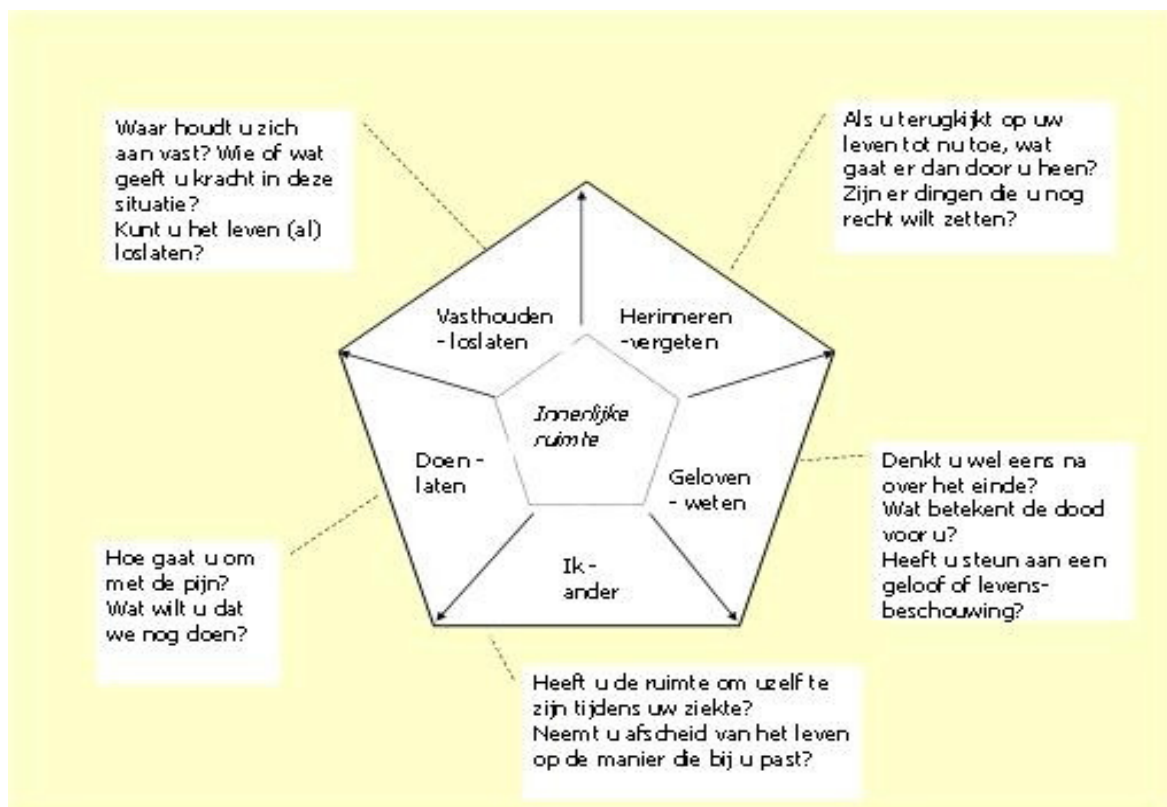 Waar houdt u zich
aan vast? Wie of wat
geeft u kracht in deze
situatie?
Kunt u het leven (al)
loslaten?
Als u terugkijkt op uw
leven tot nu toe, wat
gaat er dan door u heen?
Zijn er dingen die u nog
recht wilt zetten?
Vasthouden
- loslaten
Herinneren
-vergeten
Innerlijke
ruimte
Doen -
laten
Geloven
- weten
Ik -
ander
Denkt u wel eens na
over het einde?
Wat betekent de dood
voor u?
Heeft u steun aan een
geloof of levens-
beschouwing?
Hoe gaat u om
met de pijn?
Wat wilt u dat
we nog doen?
Heeft u de ruimte om uzelf te
zijn tijdens uw ziekte?
Neemt u afscheid van het leven
op de manier die bij u past?